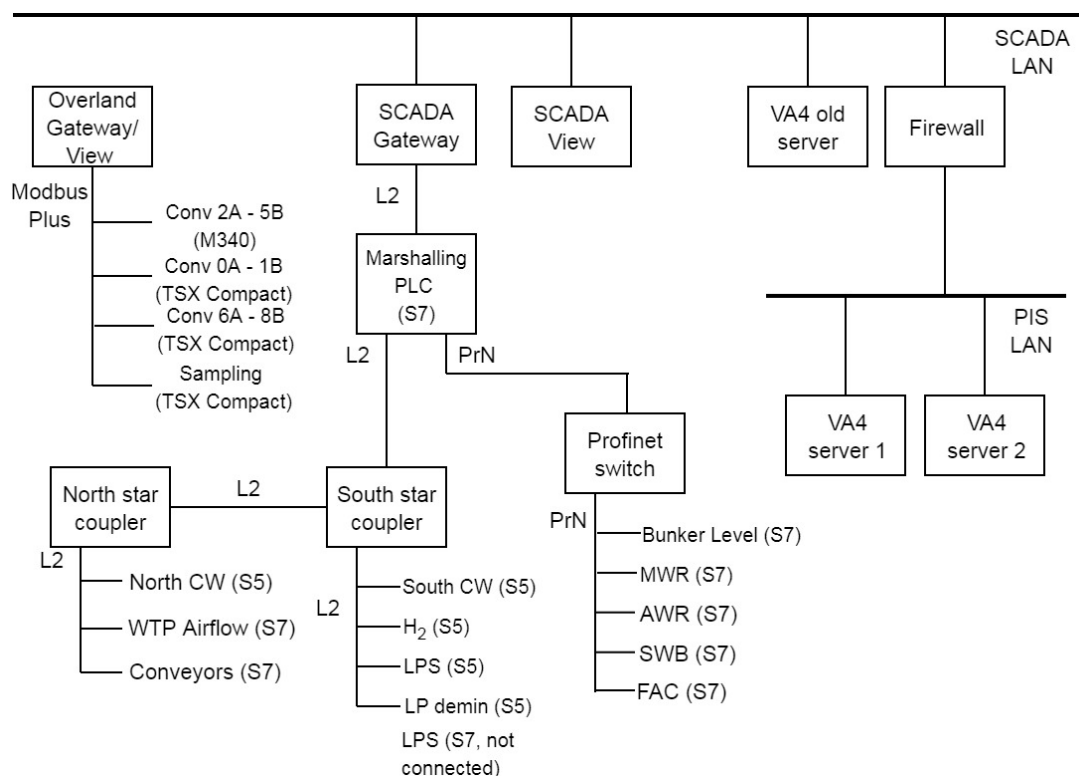 SCADA
LAN
Overland
Gateway/
View
SCADA
Gateway
SCADA
View
VA4 old
server
Firewall
Modbus
Plus
L2
Conv 2A - 5B
(M340)
Conv 0A - 1B
(TSX Compact)
Conv 6A - 8B
(TSX Compact)
Sampling
(TSX Compact)
Marshalling
PLC
(S7)
PIS
LAN
L2
PrN
VA4
server 1
VA4
server 2
Profinet
switch
North star
coupler
L2
South star
coupler
L2
North CW (S5)
WTP Airflow (S7)
Conveyors (S7)
L2
South CW (S5)
H₂ (S5)
LPS (S5)
LP demin (S5)
LPS (S7, not
connected)
PrN
Bunker Level (S7)
MWR (S7)
AWR (S7)
SWB (S7)
FAC (S7)